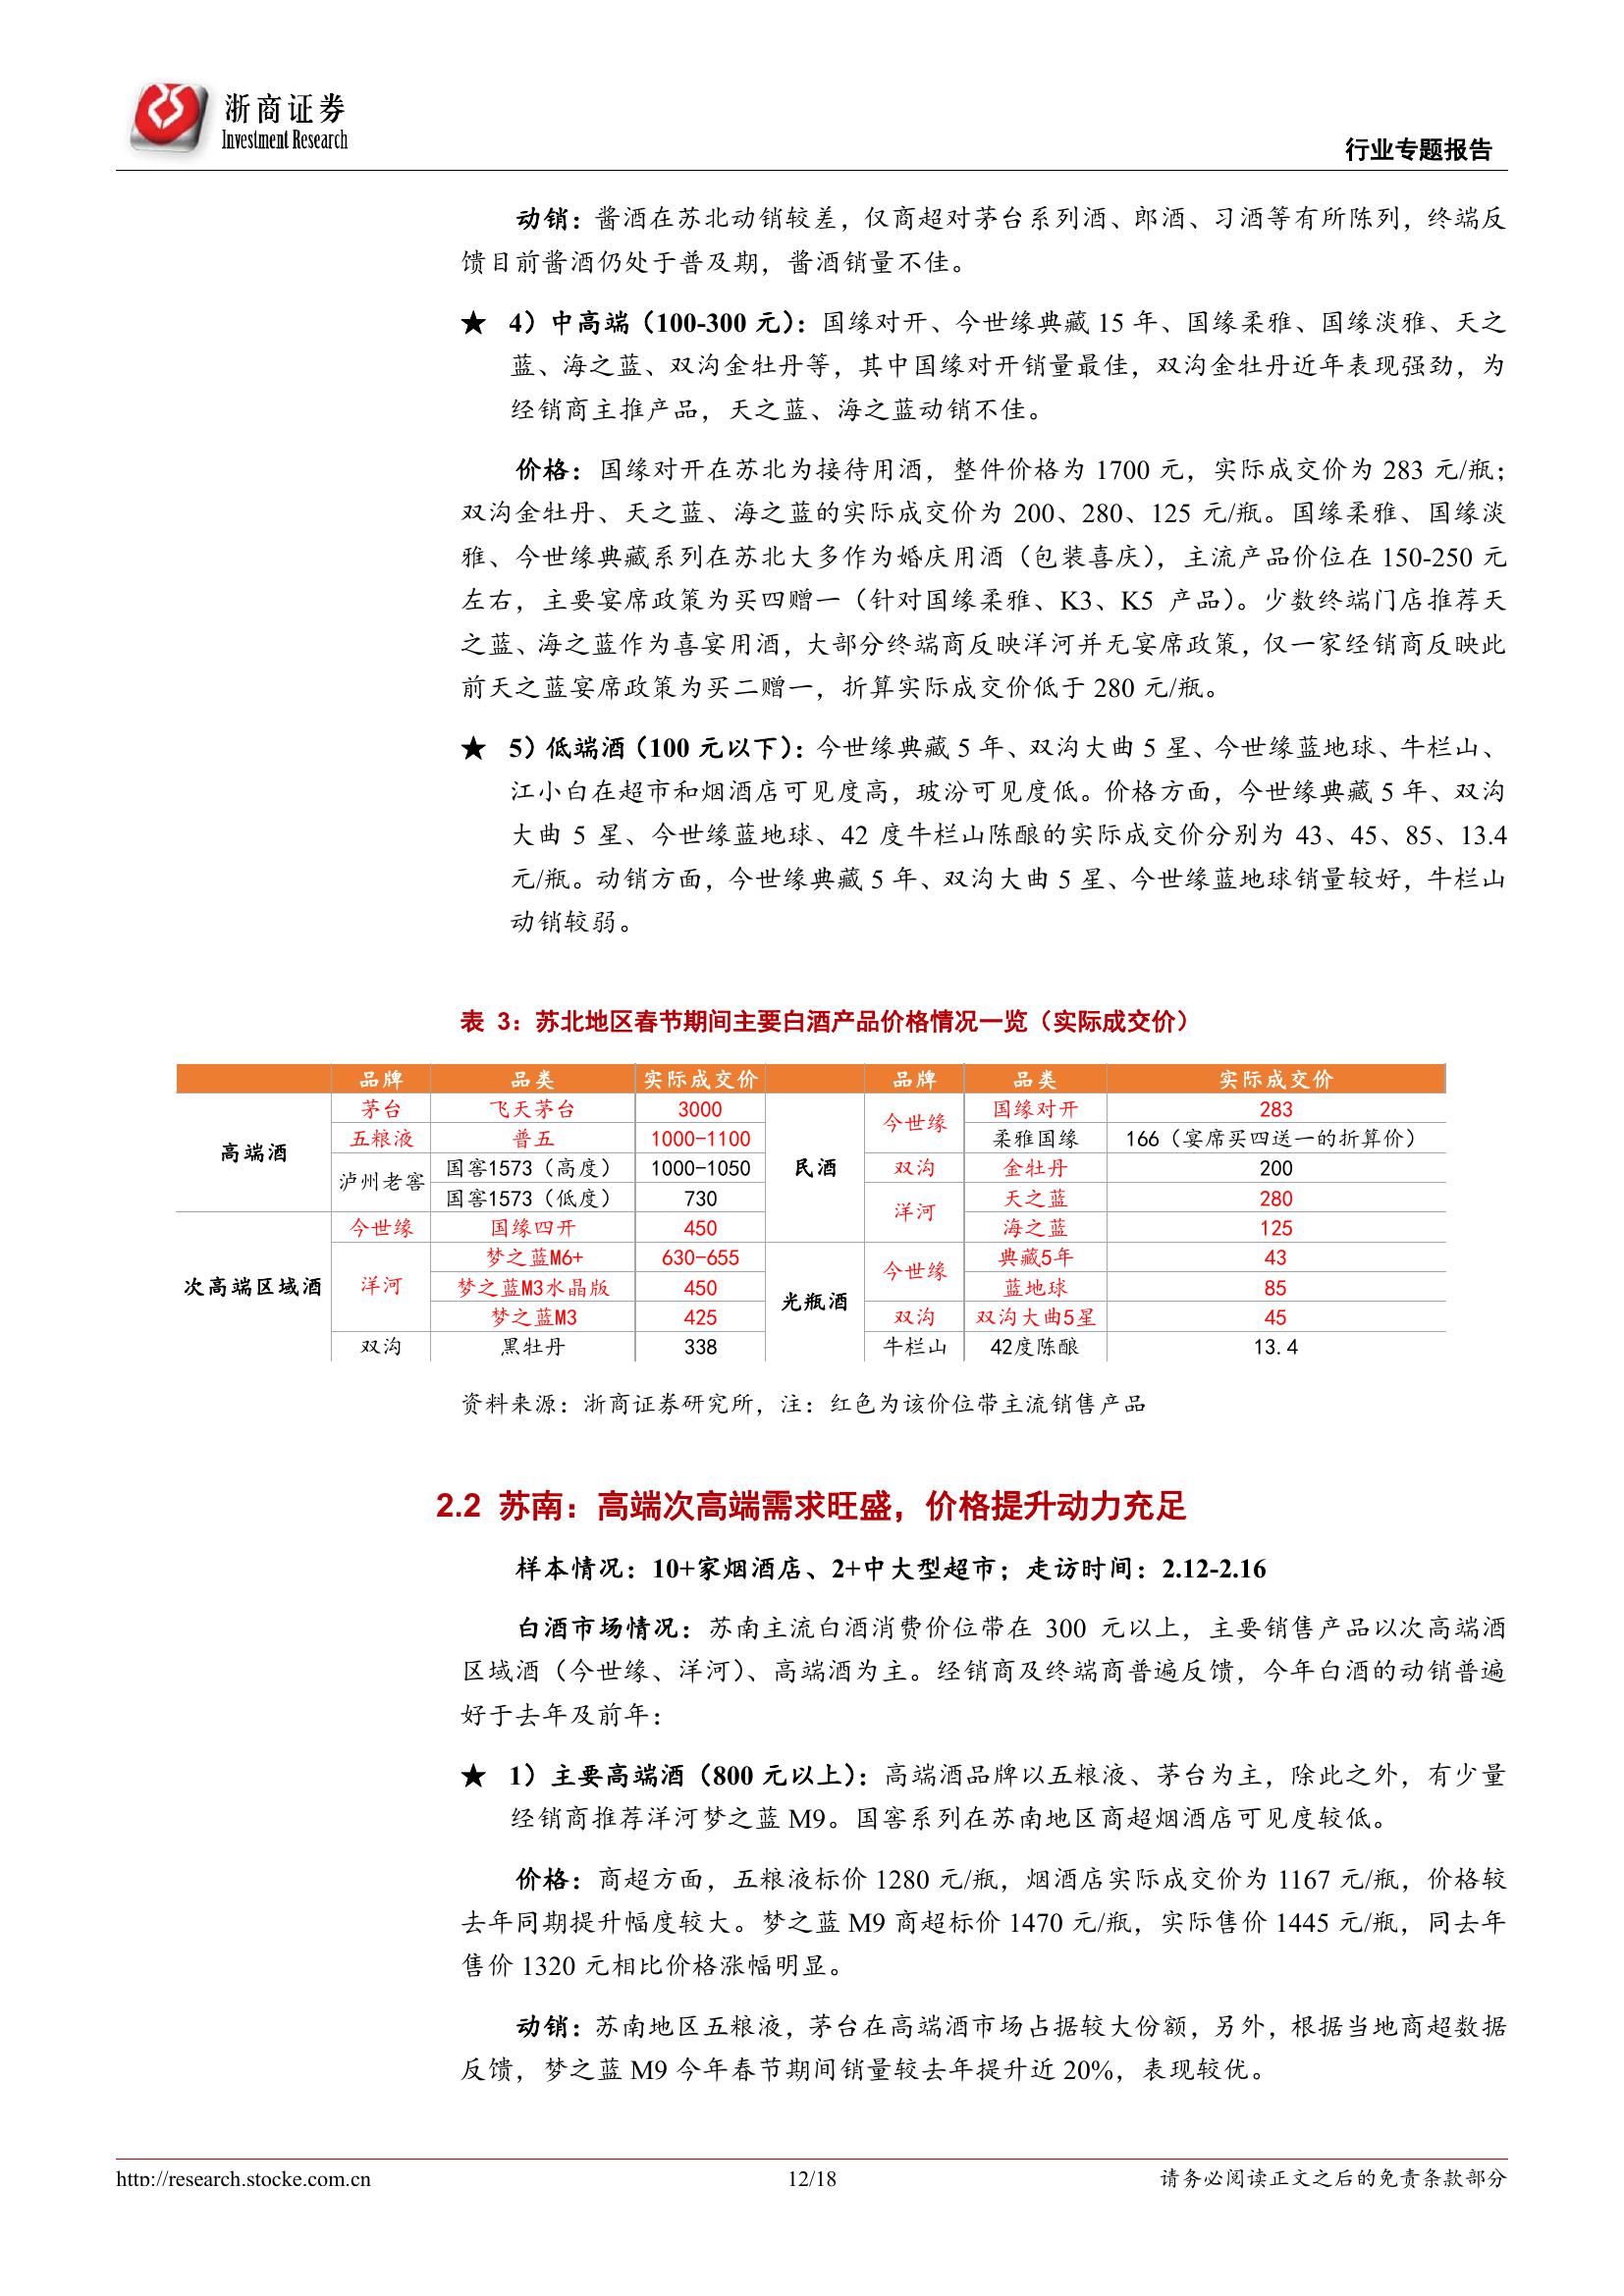 浙商证券
Investment Research
行业专题报告
动销：酱酒在苏北动销较差，仅商超对茅台系列酒、郎酒、习酒等有所陈列，终端反
馈目前酱酒仍处于普及期，酱酒销量不佳。
★ 4）中高端（100-300 元）：国缘对开、今世缘典藏 15 年、国缘柔雅、国缘淡雅、天之
蓝、海之蓝、双沟金牡丹等，其中国缘对开销量最佳，双沟金牡丹近年表现强劲，为
经销商主推产品，天之蓝、海之蓝动销不佳。
价格：国缘对开在苏北为接待用酒，整件价格为 1700 元，实际成交价为 283 元/瓶；
双沟金牡丹、天之蓝、海之蓝的实际成交价为 200、280、125 元/瓶。国缘柔雅、国缘淡
雅、今世缘典藏系列在苏北大多作为婚庆用酒（包装喜庆），主流产品价位在 150-250 元
左右，主要宴席政策为买四赠一（针对国缘柔雅、K3、K5 产品）。少数终端门店推荐天
之蓝、海之蓝作为喜宴用酒，大部分终端商反映洋河并无宴席政策，仅一家经销商反映此
前天之蓝宴席政策为买二赠一，折算实际成交价低于 280 元/瓶。
★ 5）低端酒（100 元以下）：今世缘典藏 5 年、双沟大曲 5 星、今世缘蓝地球、牛栏山、
江小白在超市和烟酒店可见度高，玻汾可见度低。价格方面，今世缘典藏 5 年、双沟
大曲 5 星、今世缘蓝地球、42 度牛栏山陈酿的实际成交价分别为 43、45、85、13.4
元/瓶。动销方面，今世缘典藏 5 年、双沟大曲 5 星、今世缘蓝地球销量较好，牛栏山
动销较弱。
表 3：苏北地区春节期间主要白酒产品价格情况一览（实际成交价）
品牌 品类 实际成交价 品牌 品类 实际成交价
高端酒 茅台 飞天茅台 3000 民酒 今世缘 国缘对开 283
五粮液 普五 1000-1100 柔雅国缘 166（宴席买四送一的折算价）
泸州老窖 国窖1573（高度） 1000-1050 双沟 金牡丹 200
国窖1573（低度） 730 洋河 天之蓝 280
次高端区域酒 今世缘 国缘四开 450 海之蓝 125
洋河 梦之蓝M6+ 630-655 光瓶酒 今世缘 典藏5年 43
梦之蓝M3水晶版 450 蓝地球 85
梦之蓝M3 425 双沟 双沟大曲5星 45
双沟 黑牡丹 338 牛栏山 42度陈酿 13.4
资料来源：浙商证券研究所，注：红色为该价位带主流销售产品
2.2 苏南：高端次高端需求旺盛，价格提升动力充足
样本情况：10+家烟酒店、2+中大型超市；走访时间：2.12-2.16
白酒市场情况：苏南主流白酒消费价位带在 300 元以上，主要销售产品以次高端酒
区域酒（今世缘、洋河）、高端酒为主。经销商及终端商普遍反馈，今年白酒的动销普遍
好于去年及前年：
★ 1）主要高端酒（800 元以上）：高端酒品牌以五粮液、茅台为主，除此之外，有少量
经销商推荐洋河梦之蓝 M9。国窖系列在苏南地区商超烟酒店可见度较低。
价格：商超方面，五粮液标价 1280 元/瓶，烟酒店实际成交价为 1167 元/瓶，价格较
去年同期提升幅度较大。梦之蓝 M9 商超标价 1470 元/瓶，实际售价 1445 元/瓶，同去年
售价 1320 元相比价格涨幅明显。
动销：苏南地区五粮液，茅台在高端酒市场占据较大份额，另外，根据当地商超数据
反馈，梦之蓝 M9 今年春节期间销量较去年提升近 20%，表现较优。
http://research.stocke.com.cn 12/18 请务必阅读正文之后的免责条款部分